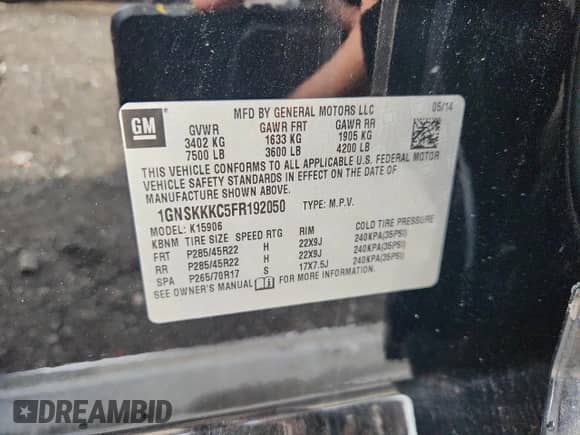 GM
MFD BY GENERAL MOTORS LLC 05/14
GVWR GAWR FRT GAWR RR
3402 KG 1633 KG 1905 KG
7500 LB 3600 LB 4200 LB
THIS VEHICLE CONFORMS TO ALL APPLICABLE U.S. FEDERAL MOTOR
VEHICLE SAFETY STANDARDS IN EFFECT ON THE DATE OF
MANUFACTURE SHOWN ABOVE.
1GNSKKKC5FR192050 TYPE: M.P.V.
MODEL: K15906
KBNM TIRE SIZE SPEED RTG RIM COLD TIRE PRESSURE
FRT P285/45R22 H 22X9J 240KPA(35PSI)
RR P285/45R22 H 22X9J 240KPA(35PSI)
SPA P265/70R17 S 17X7.5J 240KPA(35PSI)
SEE OWNER'S MANUAL FOR MORE INFORMATION.
DREAMBID